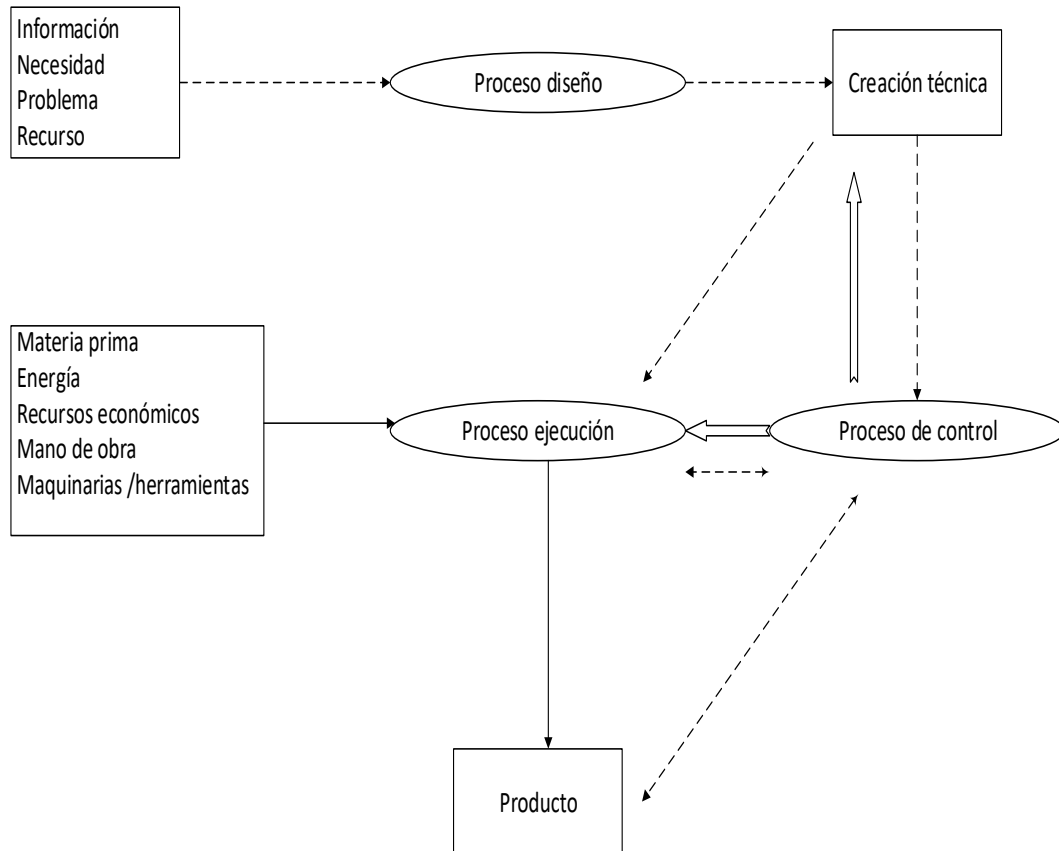 Información
Necesidad
Problema
Recurso
Proceso diseño
Creación técnica
Materia prima
Energía
Recursos económicos
Mano de obra
Maquinarias /herramientas
Proceso ejecución
Proceso de control
Producto